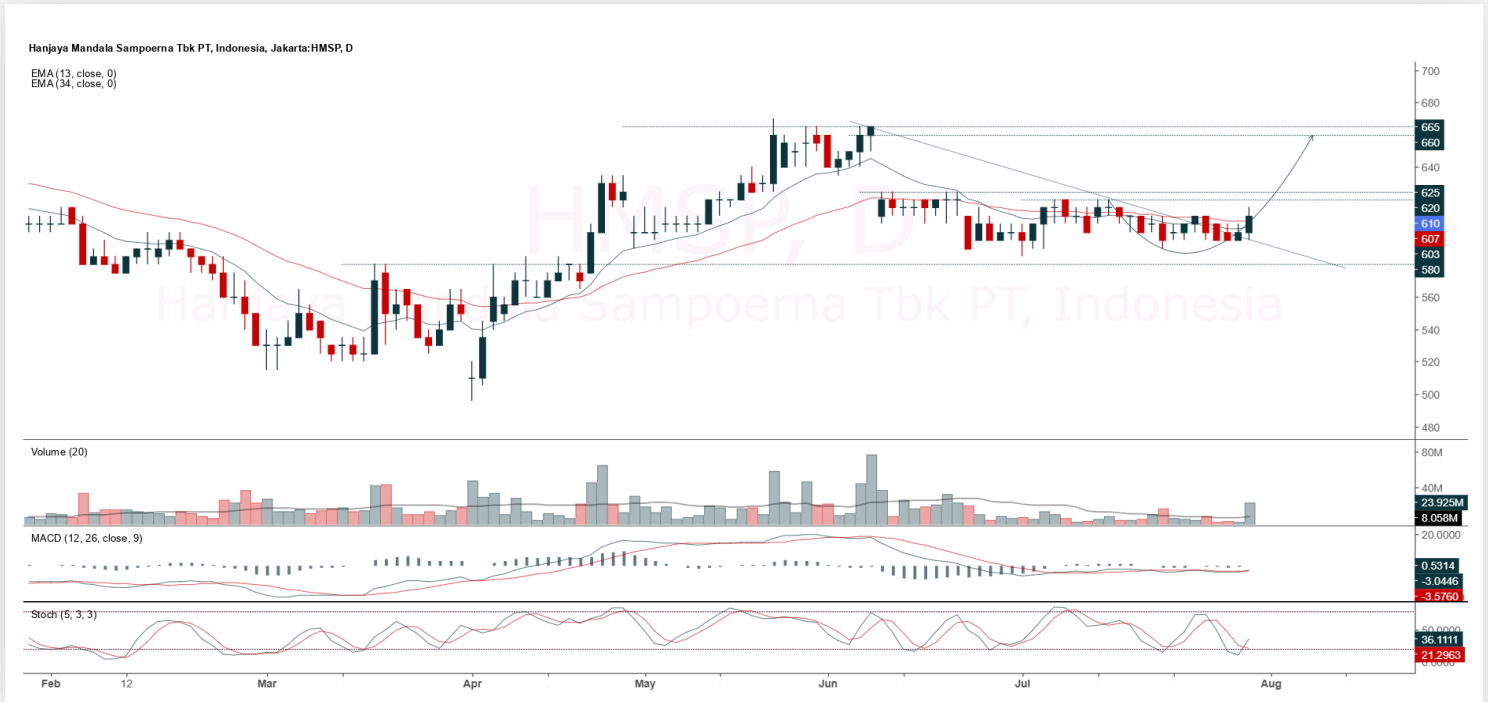 Hanjaya Mandala Sampoerna Tbk PT, Indonesia, Jakarta:HMSP, D
EMA (13, close, 0)
EMA (34, close, 0)
HMSP, D
Hanjaya Mandala Sampoerna Tbk PT, Indonesia
700
680
665
660
640
625
620
610
607
603
580
560
540
520
500
480
Volume (20)
80M
40M
23.925M
8.058M
MACD (12, 26, close, 9)
20.0000
0.5314
-3.0446
-3.5760
Stoch (5, 3, 3)
50.0000
36.1111
21.2963
0.0000
Feb 12 Mar Apr May Jun Jul Aug